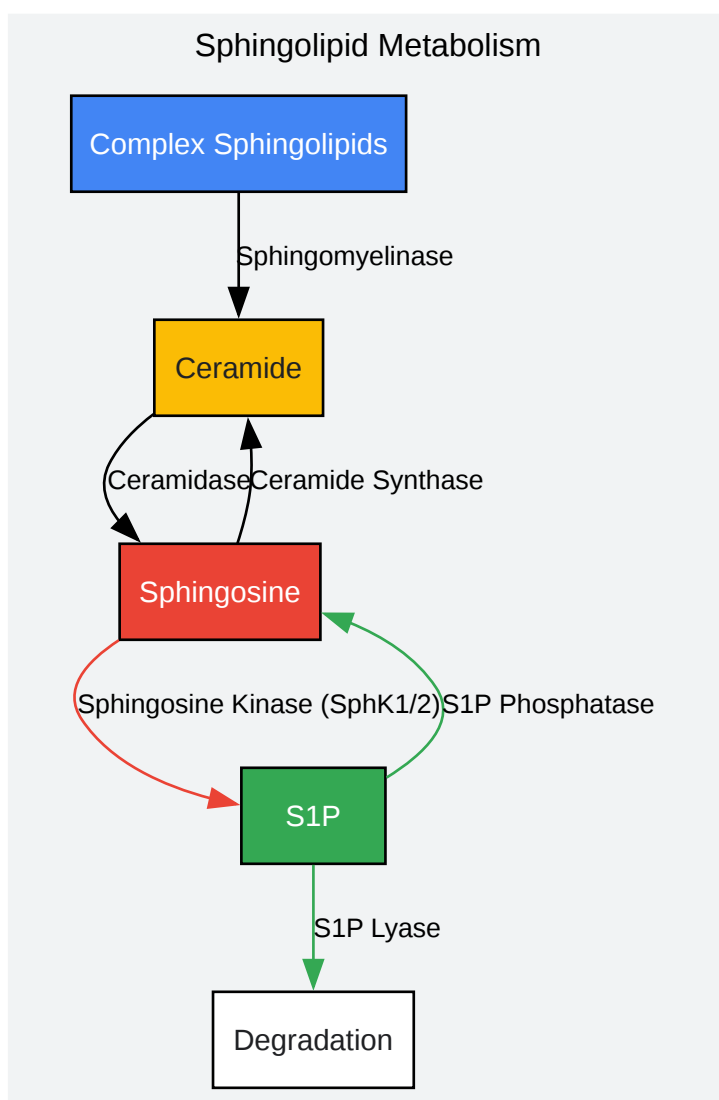 Sphingolipid Metabolism
Complex Sphingolipids
Sphingomyelinase
Ceramide
Ceramidase
Ceramide Synthase
Sphingosine
Sphingosine Kinase (SphK1/2)
S1P Phosphatase
S1P
S1P Lyase
Degradation